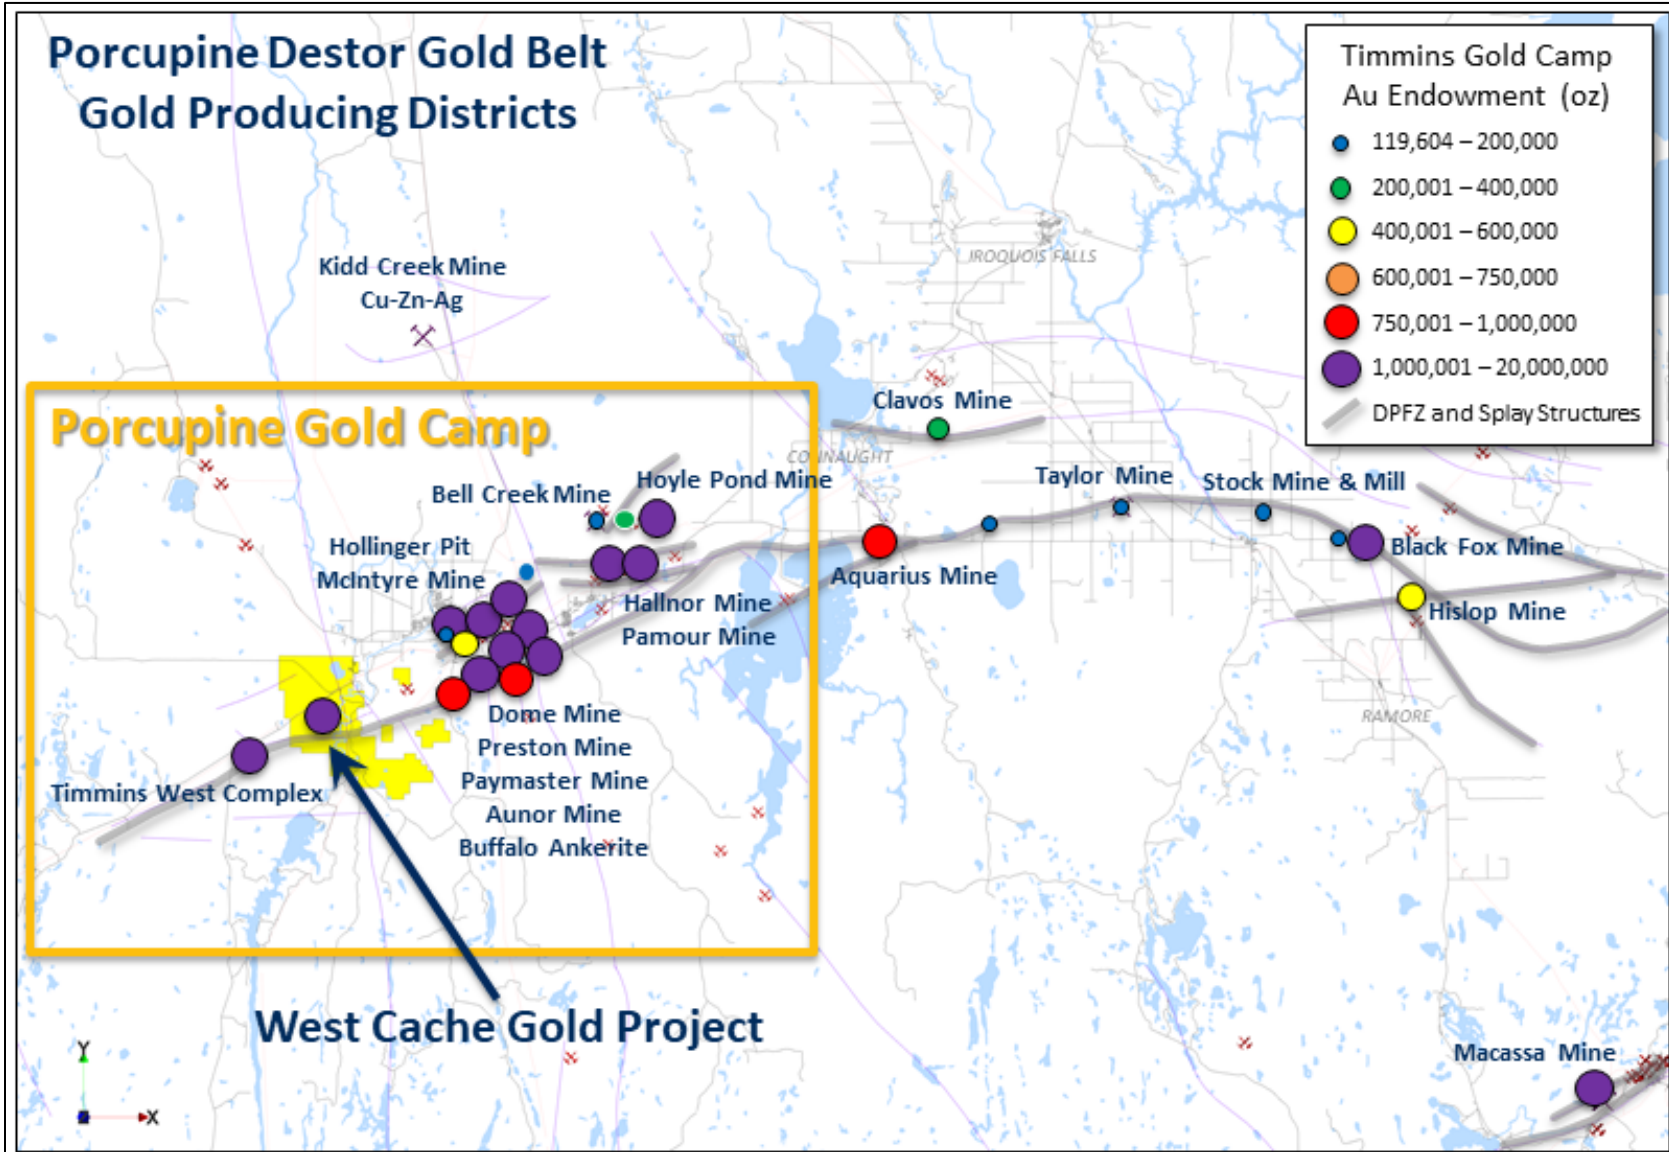 Porcupine Destor Gold Belt
Gold Producing Districts
Timmins Gold Camp
Au Endowment (oz)
119,604 – 200,000
200,001 – 400,000
400,001 – 600,000
600,001 – 750,000
750,001 – 1,000,000
1,000,001 – 20,000,000
DPFZ and Splay Structures
IROQUOIS FALLS
Kidd Creek Mine
Cu-Zn-Ag
Porcupine Gold Camp
Clavos Mine
CONNAUGHT
Hoyle Pond Mine
Bell Creek Mine
Taylor Mine
Stock Mine & Mill
Hollinger Pit
McIntyre Mine
Black Fox Mine
Aquarius Mine
Hallnor Mine
Pamour Mine
Hislop Mine
Dome Mine
Preston Mine
Paymaster Mine
Aunor Mine
Buffalo Ankerite
RAMORE
Timmins West Complex
West Cache Gold Project
Macassa Mine
Y
X